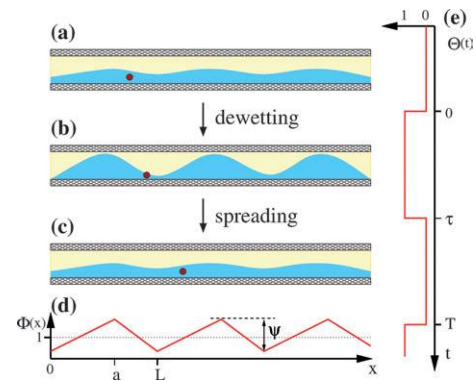 (a)
dewetting
(b)
spreading
(c)
(d)
Φ(x)
1
ψ
0
a
L
x
(e)
1 0
Θ(t)
0
τ
T
t